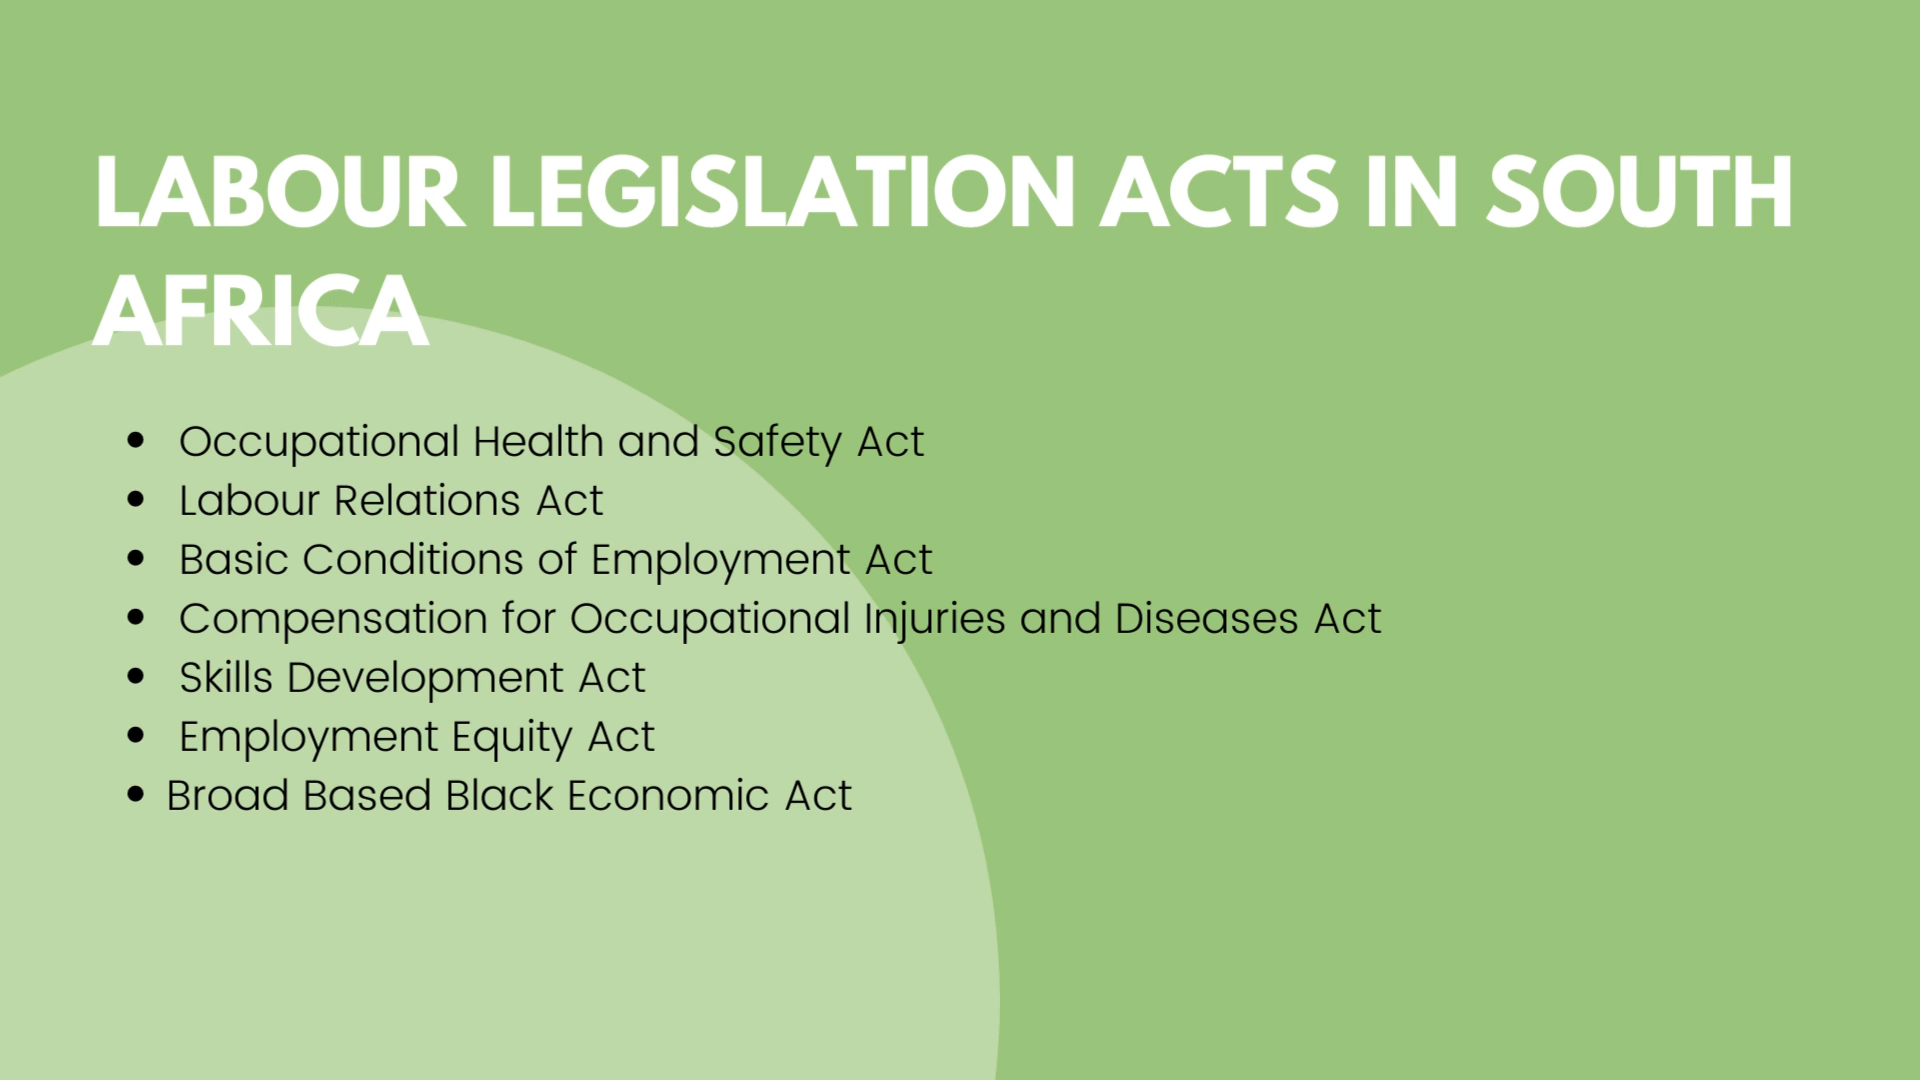 LABOUR LEGISLATION ACTS IN SOUTH
AFRICA
• Occupational Health and Safety Act
• Labour Relations Act
• Basic Conditions of Employment Act
• Compensation for Occupational Injuries and Diseases Act
• Skills Development Act
• Employment Equity Act
• Broad Based Black Economic Act